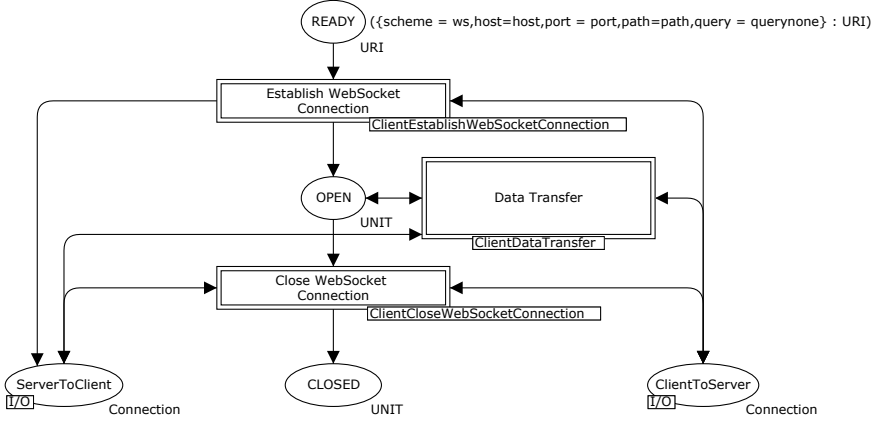 READY ({scheme = ws,host=host,port = port,path=path,query = querynone} : URI)
URI
Establish WebSocket
Connection
ClientEstablishWebSocketConnection
OPEN
Data Transfer
UNIT
ClientDataTransfer
Close WebSocket
Connection
ClientCloseWebSocketConnection
ServerToClient
CLOSED
ClientToServer
I/O
I/O
Connection
UNIT
Connection